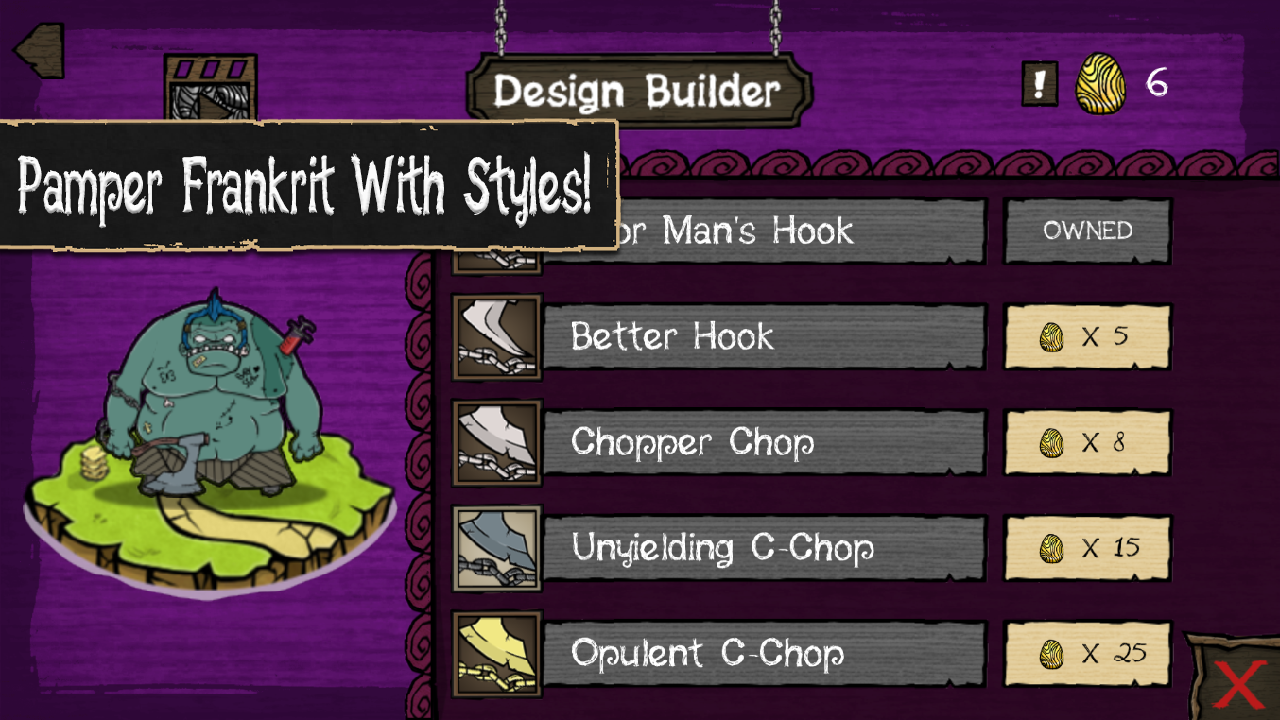 Design Builder
! 6
Pamper Frankrit With Styles!
Man's Hook
OWNED
Better Hook
X 5
Chopper Chop
X 8
Unyielding C-Chop
X 15
Opulent C-Chop
X 25
X